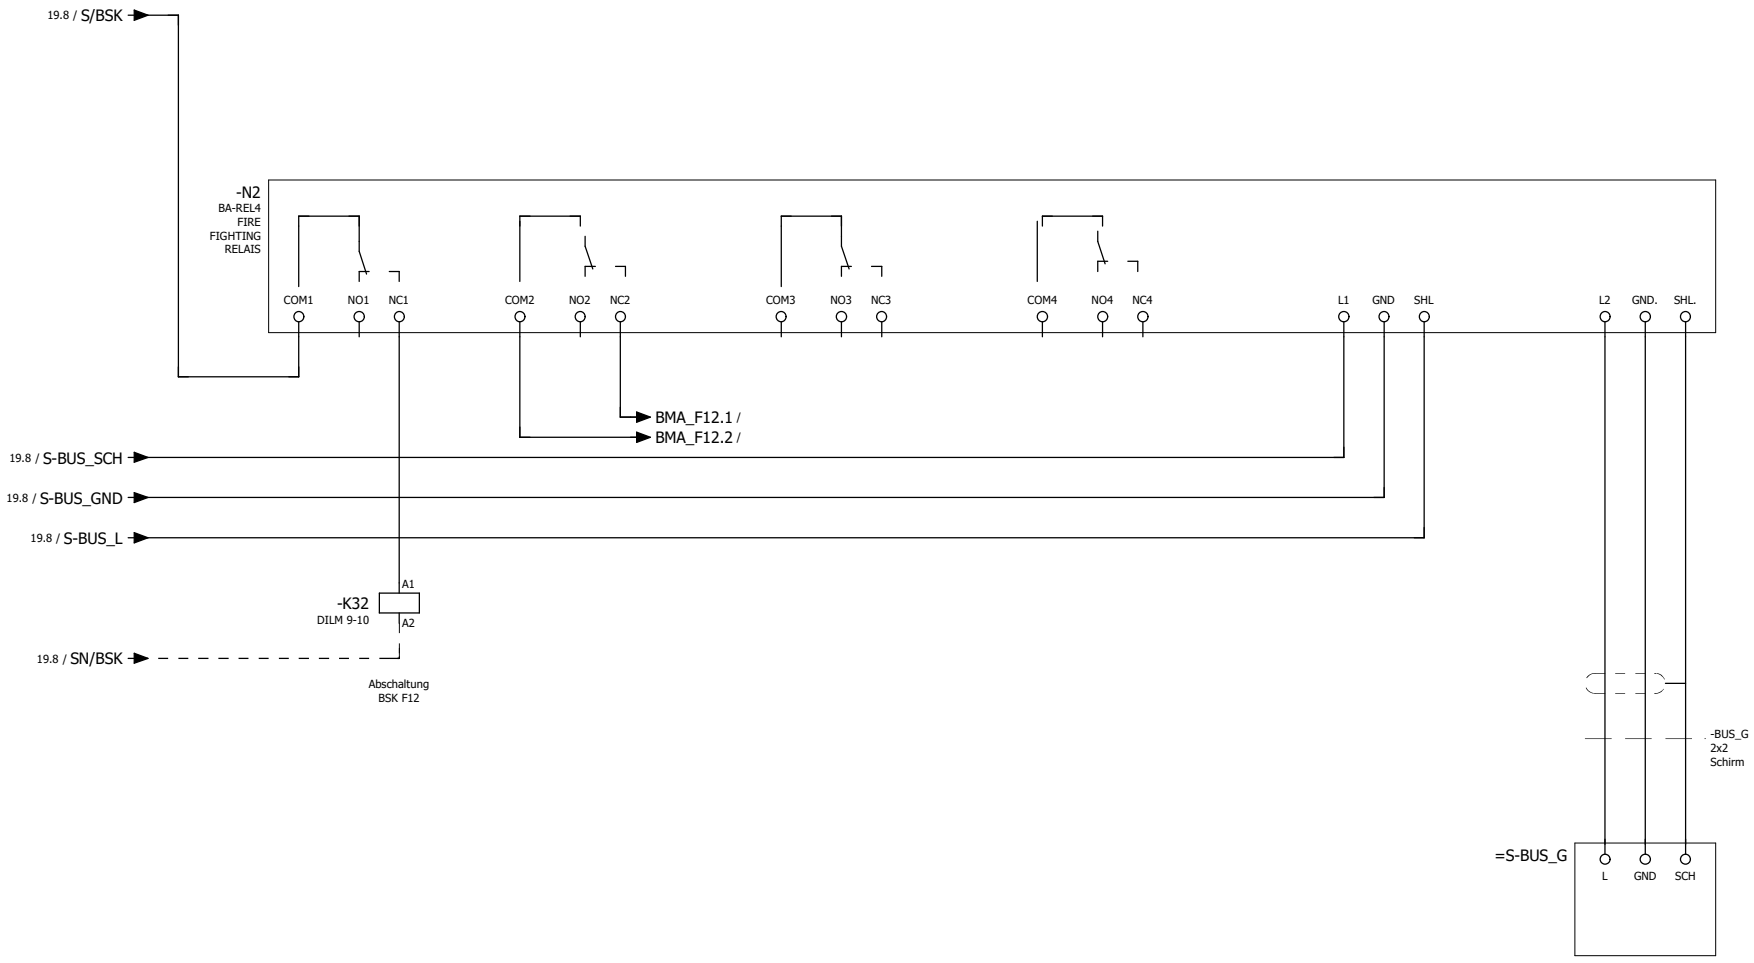 19.8 / S/BSK
-N2
BA-REL4
FIRE
FIGHTING
RELAIS
COM1 NO1 NC1 COM2 NO2 NC2 COM3 NO3 NC3 COM4 NO4 NC4 L1 GND SHL L2 GND. SHL.
BMA_F12.1 /
BMA_F12.2 /
19.8 / S-BUS_SCH
19.8 / S-BUS_GND
19.8 / S-BUS_L
A1
-K32
DILM 9-10
A2
19.8 / SN/BSK
Abschaltung
BSK F12
-BUS_G
2x2
Schirm
=S-BUS_G
L GND SCH